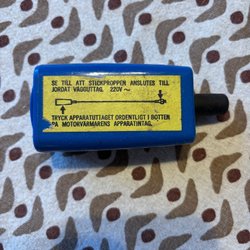 SE TILL ATT STICKPROPPEN ANSLUTES TILL
JORDAT VÄGGUTTAG. 220V ~
TRYCK APPARATUTTAGET ORDENTLIGT I BOTTEN
PÅ MOTORVÄRMARENS APPARATINTAG.